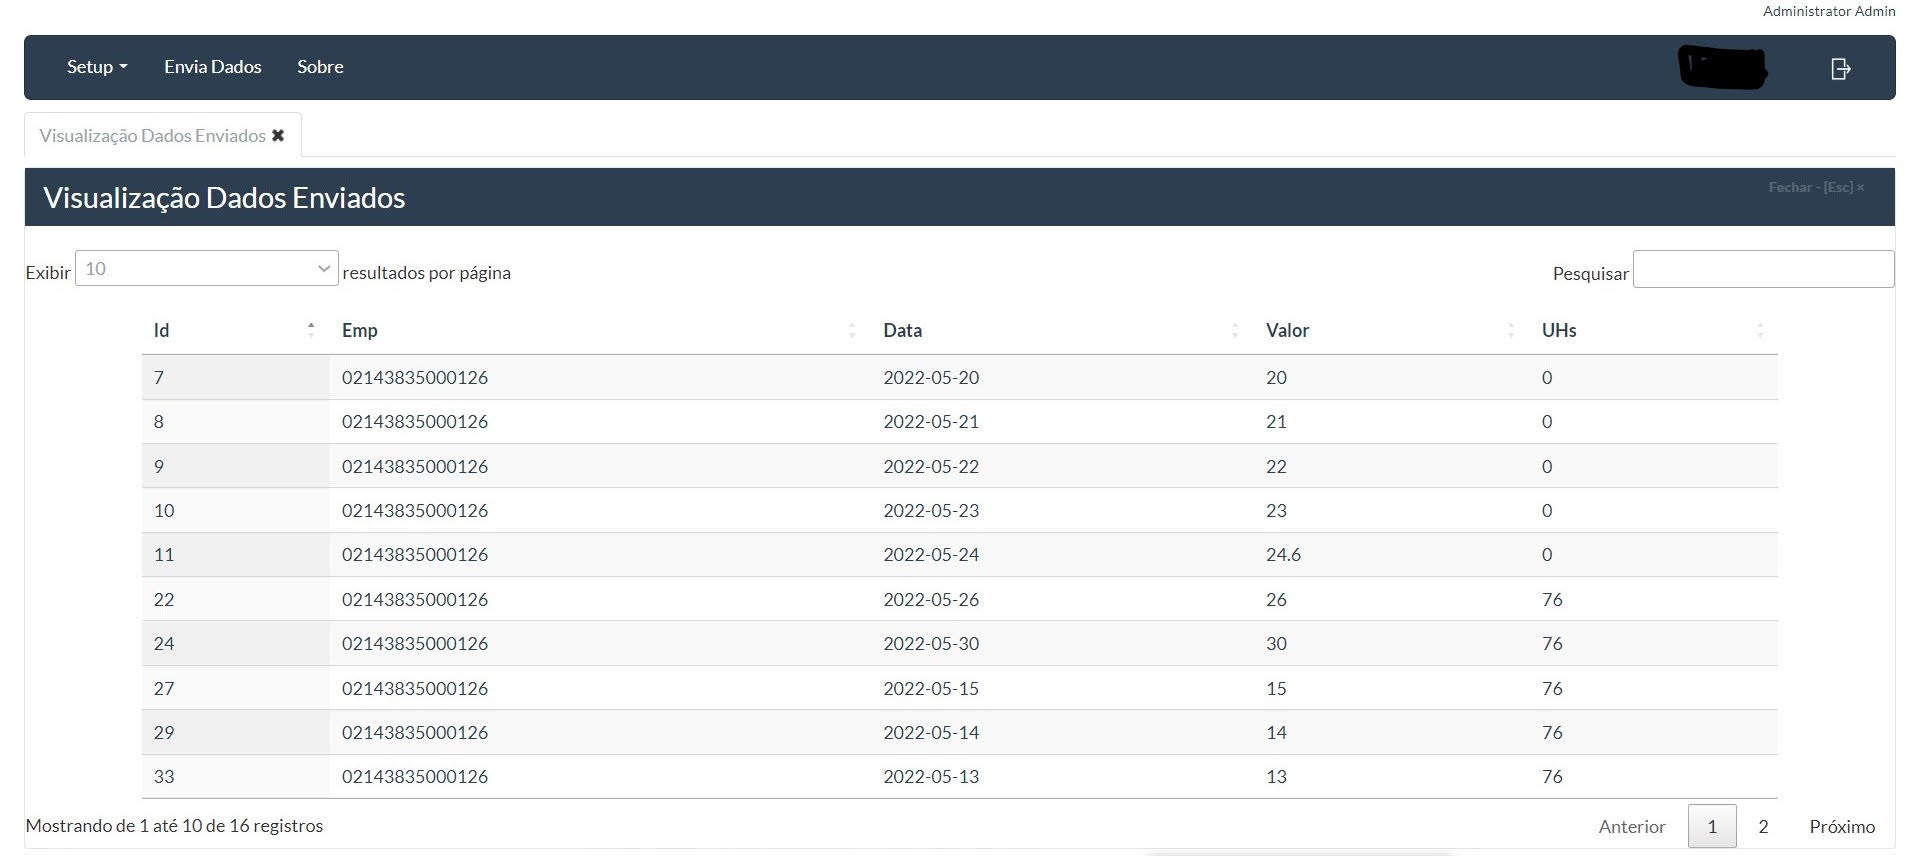 Administrator Admin
Setup Envia Dados Sobre
Visualização Dados Enviados ✖
Visualização Dados Enviados Fechar - [Esc] ×
Exibir 10 resultados por página Pesquisar
Id Emp Data Valor UHs
7 02143835000126 2022-05-20 20 0
8 02143835000126 2022-05-21 21 0
9 02143835000126 2022-05-22 22 0
10 02143835000126 2022-05-23 23 0
11 02143835000126 2022-05-24 24.6 0
22 02143835000126 2022-05-26 26 76
24 02143835000126 2022-05-30 30 76
27 02143835000126 2022-05-15 15 76
29 02143835000126 2022-05-14 14 76
33 02143835000126 2022-05-13 13 76
Mostrando de 1 até 10 de 16 registros Anterior 1 2 Próximo